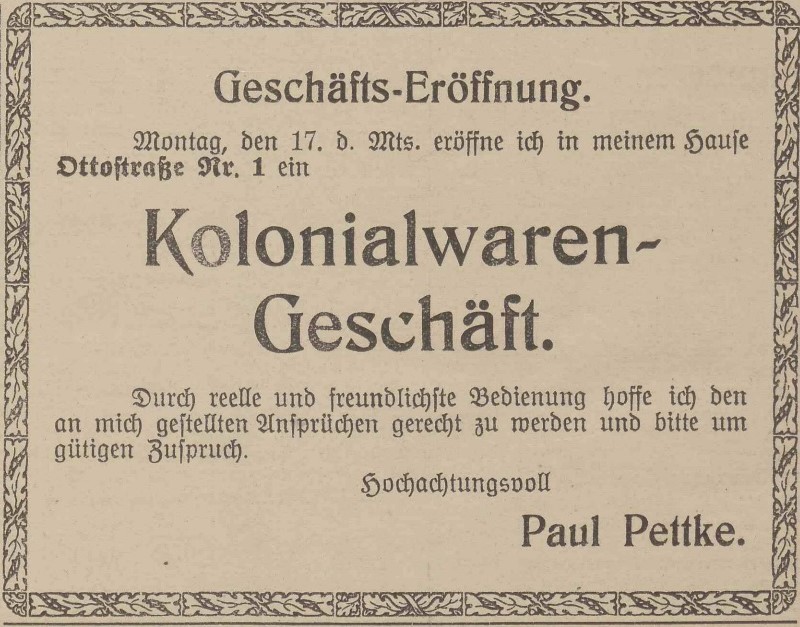 Geschäfts-Eröffnung.
Montag, den 17. d. Mts. eröffne ich in meinem Hause
Ottostraße Nr. 1 ein
Kolonialwaren-
Geschäft.
Durch reelle und freundlichste Bedienung hoffe ich den
an mich gestellten Ansprüchen gerecht zu werden und bitte um
gütigen Zuspruch.
Hochachtungsvoll
Paul Pettke.